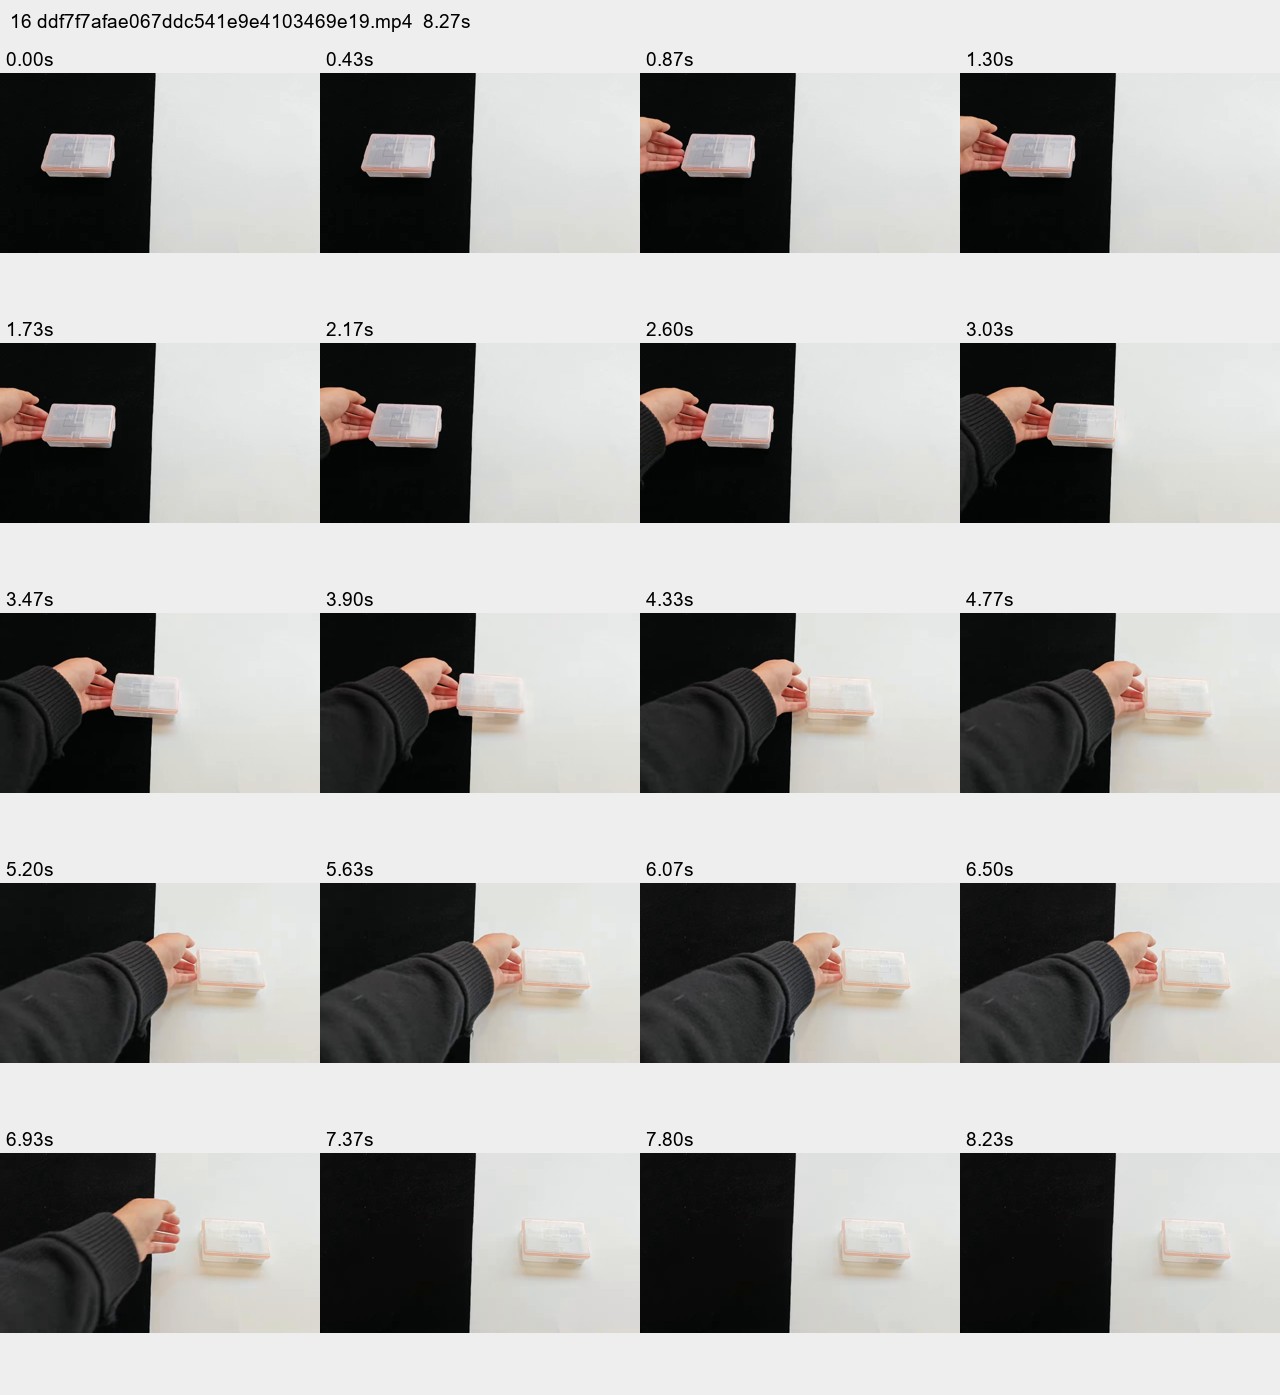 16 ddf7f7afae067ddc541e9e4103469e19.mp4 8.27s
0.00s 0.43s 0.87s 1.30s
1.73s 2.17s 2.60s 3.03s
3.47s 3.90s 4.33s 4.77s
5.20s 5.63s 6.07s 6.50s
6.93s 7.37s 7.80s 8.23s